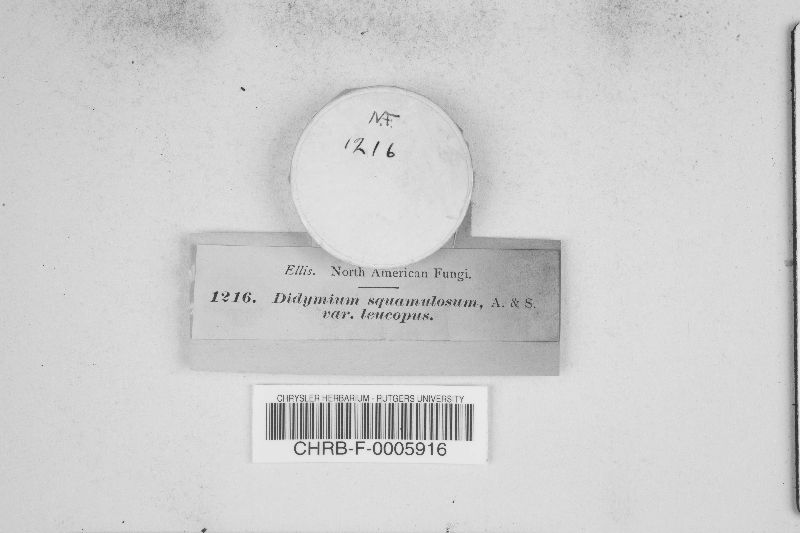 N.F.
1216
Ellis. North American Fungi.
1216. Didymium squamulosum, A. & S.
var. leucopus.
CHRYSLER HERBARIUM - RUTGERS UNIVERSITY
CHRB-F-0005916